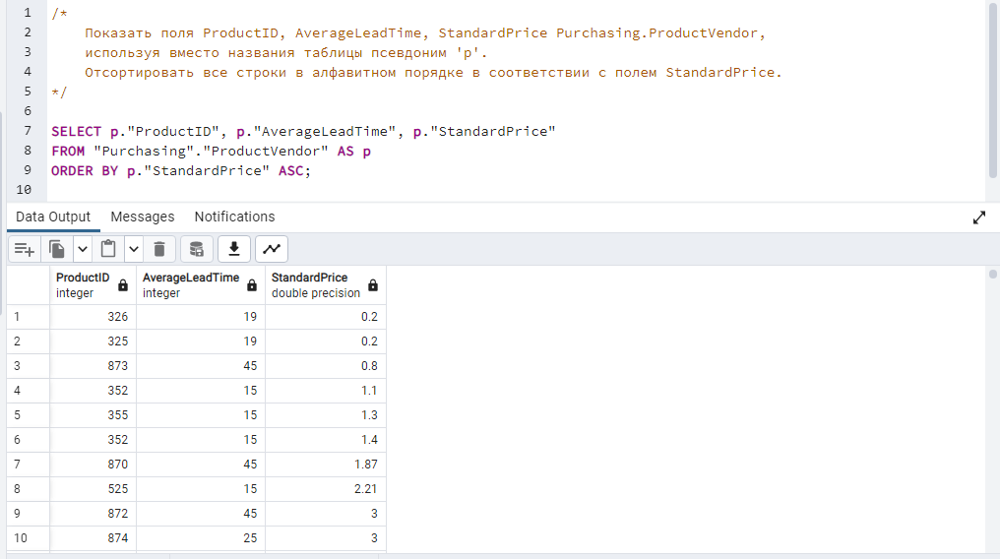 1 /*
2 Показать поля ProductID, AverageLeadTime, StandardPrice Purchasing.ProductVendor,
3 используя вместо названия таблицы псевдоним 'p'.
4 Отсортировать все строки в алфавитном порядке в соответствии с полем StandardPrice.
5 */
6
7 SELECT p."ProductID", p."AverageLeadTime", p."StandardPrice"
8 FROM "Purchasing"."ProductVendor" AS p
9 ORDER BY p."StandardPrice" ASC;
10
Data Output Messages Notifications
ProductID AverageLeadTime StandardPrice
integer integer double precision
1 326 19 0.2
2 325 19 0.2
3 873 45 0.8
4 352 15 1.1
5 355 15 1.3
6 352 15 1.4
7 870 45 1.87
8 525 15 2.21
9 872 45 3
10 874 25 3